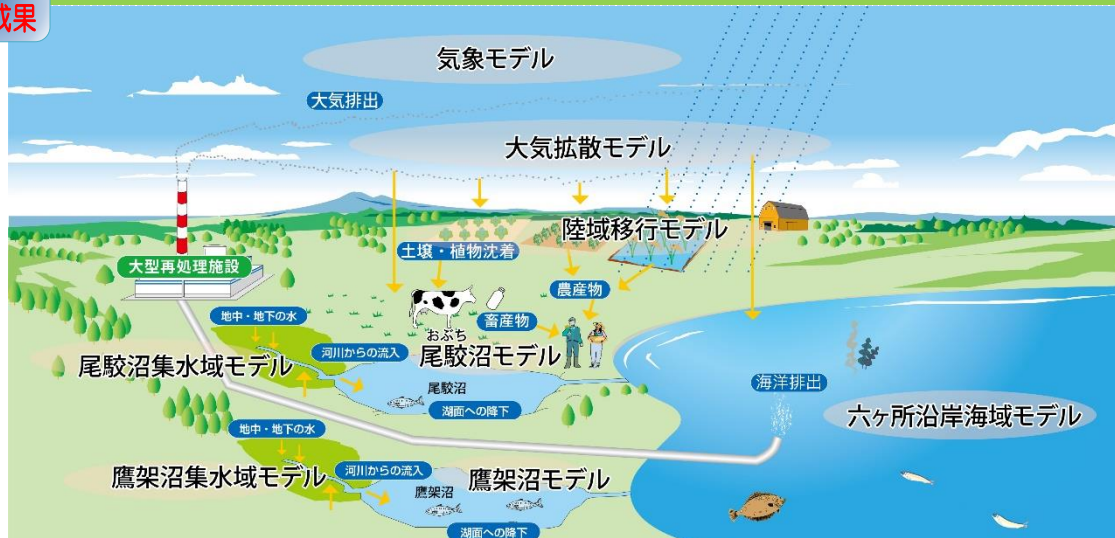 成果
気象モデル
大気排出
大気拡散モデル
陸域移行モデル
土壌・植物沈着
大型再処理施設
農産物
畜産物
地中・地下の水
おぶち
尾駮沼モデル
河川からの流入
尾駮沼集水域モデル
尾駮沼
湖面への降下
海洋排出
六ヶ所沿岸海域モデル
地中・地下の水
河川からの流入
鷹架沼集水域モデル
鷹架沼モデル
鷹架沼
湖面への降下